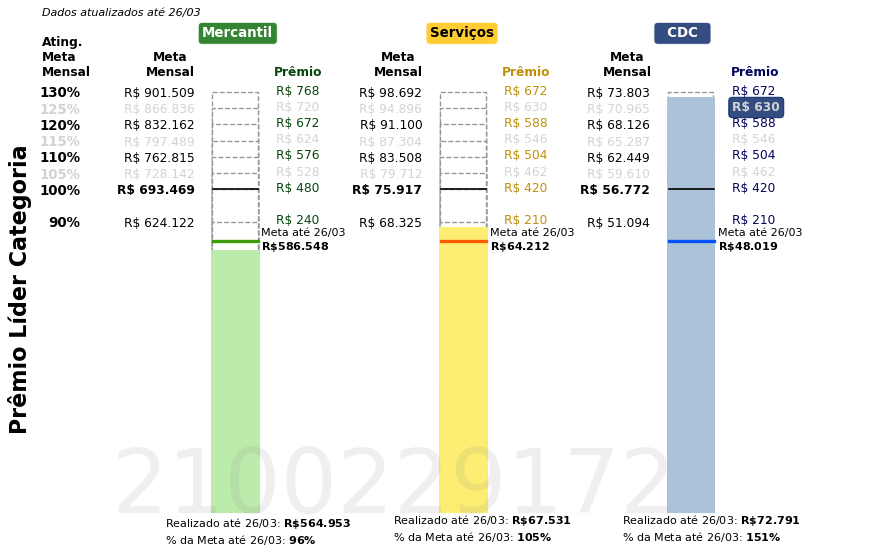 Dados atualizados até 26/03
Mercantil Serviços CDC
Ating. Meta Mensal Meta Mensal Prêmio Meta Mensal Prêmio Meta Mensal Prêmio
130% R$ 901.509 R$ 768 R$ 98.692 R$ 672 R$ 73.803 R$ 672
125% R$ 866.836 R$ 720 R$ 94.896 R$ 630 R$ 70.965 R$ 630
120% R$ 832.162 R$ 672 R$ 91.100 R$ 588 R$ 68.126 R$ 588
115% R$ 797.489 R$ 624 R$ 87.304 R$ 546 R$ 65.287 R$ 546
110% R$ 762.815 R$ 576 R$ 83.508 R$ 504 R$ 62.449 R$ 504
105% R$ 728.142 R$ 528 R$ 79.712 R$ 462 R$ 59.610 R$ 462
100% R$ 693.469 R$ 480 R$ 75.917 R$ 420 R$ 56.772 R$ 420
90% R$ 624.122 R$ 240 R$ 68.325 R$ 210 R$ 51.094 R$ 210
Meta até 26/03 Meta até 26/03 Meta até 26/03
R$586.548 R$64.212 R$48.019
Prêmio Líder Categoria
2100229172
Realizado até 26/03: R$564.953 Realizado até 26/03: R$67.531 Realizado até 26/03: R$72.791
% da Meta até 26/03: 96% % da Meta até 26/03: 105% % da Meta até 26/03: 151%